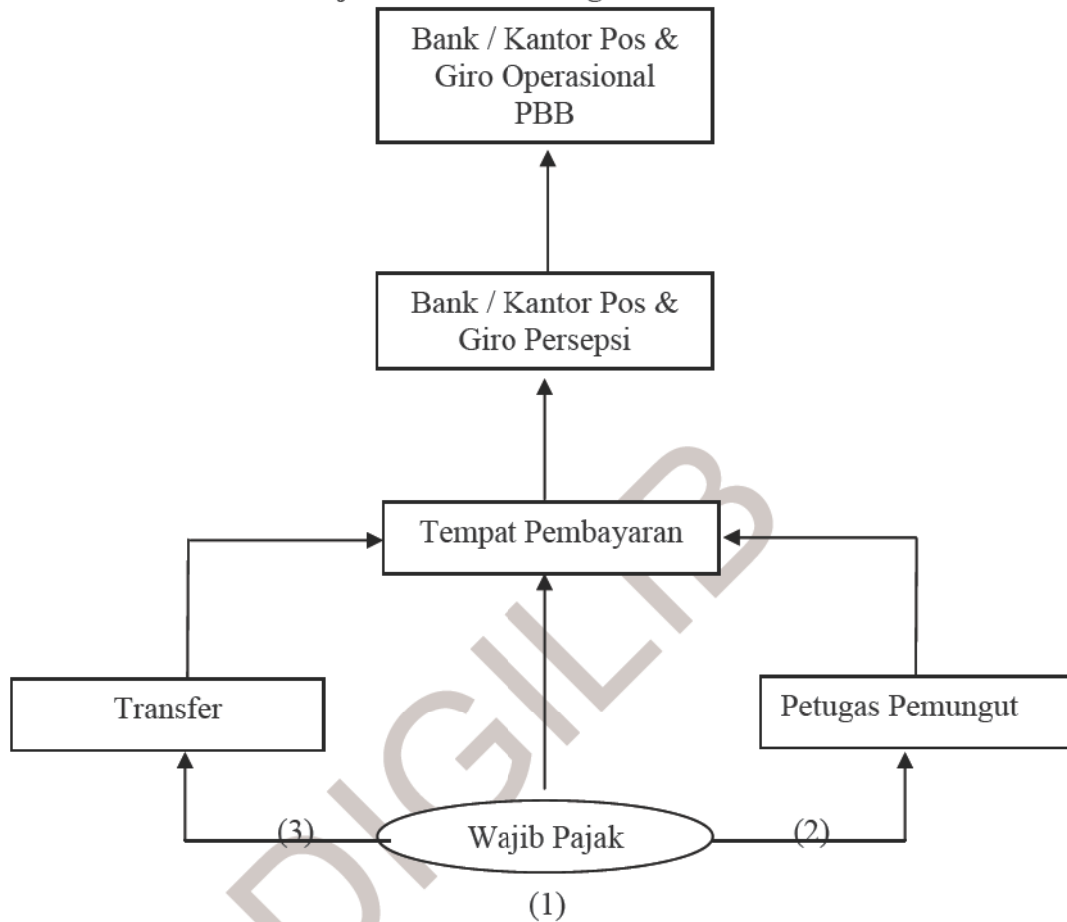 Bank / Kantor Pos &
Giro Operasional
PBB
Bank / Kantor Pos &
Giro Persepsi
Tempat Pembayaran
Transfer
Petugas Pemungut
(3)
Wajib Pajak
(2)
(1)
DIGILIB